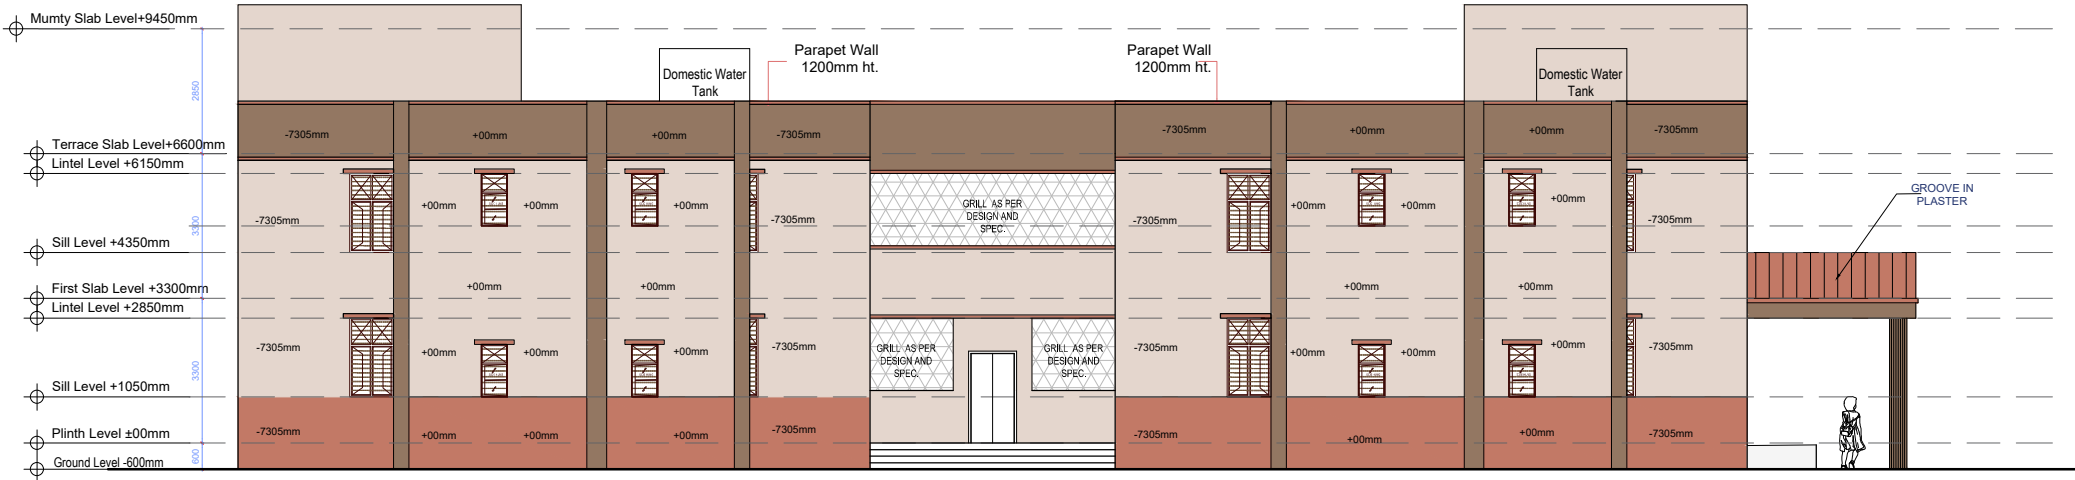 Mumty Slab Level+9450mm
Parapet Wall
1200mm ht.
Parapet Wall
1200mm ht.
Domestic Water
Tank
Domestic Water
Tank
2850
Terrace Slab Level+6600mm
Lintel Level +6150mm
-7305mm
+00mm
+00mm
-7305mm
-7305mm
+00mm
+00mm
-7305mm
GROOVE IN
PLASTER
-7305mm
+00mm
+00mm
+00mm
-7305mm
GRILL AS PER
DESIGN AND
SPEC.
-7305mm
+00mm
+00mm
+00mm
-7305mm
3300
Sill Level +4350mm
First Slab Level +3300mm
Lintel Level +2850mm
+00mm
+00mm
+00mm
+00mm
-7305mm
+00mm
+00mm
+00mm
-7305mm
GRILL AS PER
DESIGN AND
SPEC.
GRILL AS PER
DESIGN AND
SPEC.
-7305mm
+00mm
+00mm
+00mm
-7305mm
3300
Sill Level +1050mm
Plinth Level ±00mm
-7305mm
+00mm
+00mm
+00mm
-7305mm
-7305mm
+00mm
+00mm
-7305mm
600
Ground Level -600mm